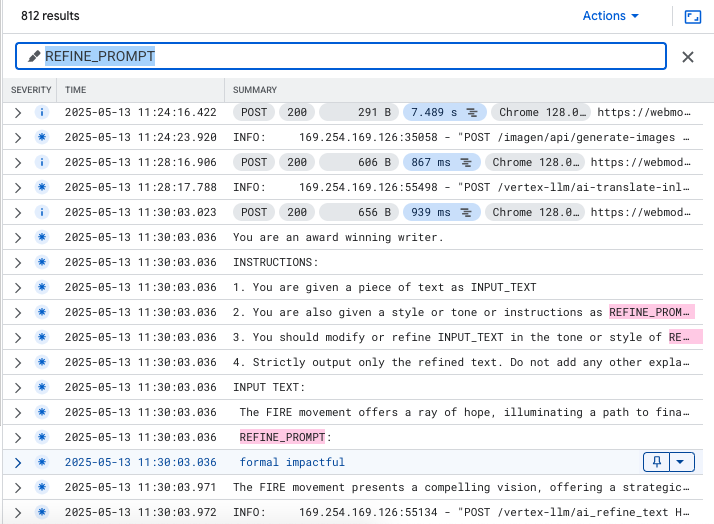 812 results Actions
REFINE_PROMPT
SEVERITY TIME SUMMARY
2025-05-13 11:24:16.422 POST 200 291 B 7.489 s Chrome 128.0… https://webmo…
2025-05-13 11:24:23.920 INFO: 169.254.169.126:35058 - "POST /imagen/api/generate-images …
2025-05-13 11:28:16.906 POST 200 606 B 867 ms Chrome 128.0… https://webmod…
2025-05-13 11:28:17.788 INFO: 169.254.169.126:55498 - "POST /vertex-llm/ai-translate-inl…
2025-05-13 11:30:03.023 POST 200 656 B 939 ms Chrome 128.0… https://webmod…
2025-05-13 11:30:03.036 You are an award winning writer.
2025-05-13 11:30:03.036 INSTRUCTIONS:
2025-05-13 11:30:03.036 1. You are given a piece of text as INPUT_TEXT
2025-05-13 11:30:03.036 2. You are also given a style or tone or instructions as REFINE_PROM…
2025-05-13 11:30:03.036 3. You should modify or refine INPUT_TEXT in the tone or style of RE…
2025-05-13 11:30:03.036 4. Strictly output only the refined text. Do not add any other expla…
2025-05-13 11:30:03.036 INPUT TEXT:
2025-05-13 11:30:03.036 The FIRE movement offers a ray of hope, illuminating a path to fina…
2025-05-13 11:30:03.036 REFINE_PROMPT:
2025-05-13 11:30:03.036 formal impactful
2025-05-13 11:30:03.971 The FIRE movement presents a compelling vision, offering a strategic…
2025-05-13 11:30:03.972 INFO: 169.254.169.126:55134 - "POST /vertex-llm/ai_refine_text H…